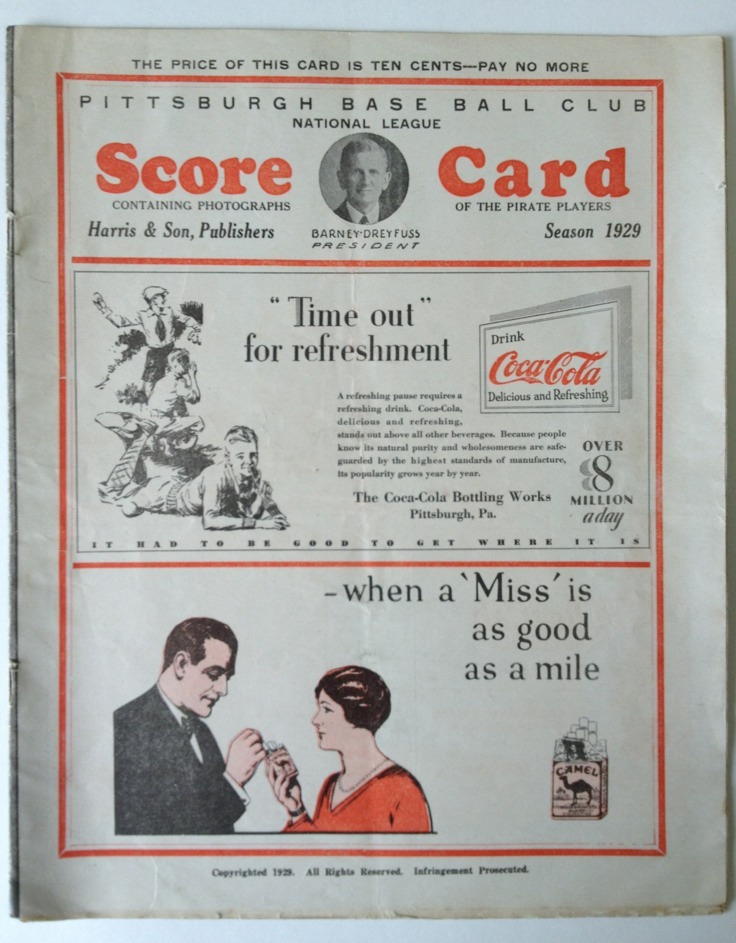 THE PRICE OF THIS CARD IS TEN CENTS--PAY NO MORE
PITTSBURGH BASE BALL CLUB
NATIONAL LEAGUE
Score Card
CONTAINING PHOTOGRAPHS OF THE PIRATE PLAYERS
Harris & Son, Publishers
BARNEY·DREYFUSS
PRESIDENT
Season 1929
"Time out"
for refreshment
Drink
Coca-Cola
Delicious and Refreshing
A refreshing pause requires a
refreshing drink. Coca-Cola,
delicious and refreshing,
stands out above all other beverages. Because people
know its natural purity and wholesomeness are safe-
guarded by the highest standards of manufacture,
its popularity grows year by year.
The Coca-Cola Bottling Works
Pittsburgh, Pa.
OVER
8
MILLION
a day
IT HAD TO BE GOOD TO GET WHERE IT IS
-when a 'Miss' is
as good
as a mile
CAMEL
Copyrighted 1929. All Rights Reserved. Infringement Prosecuted.